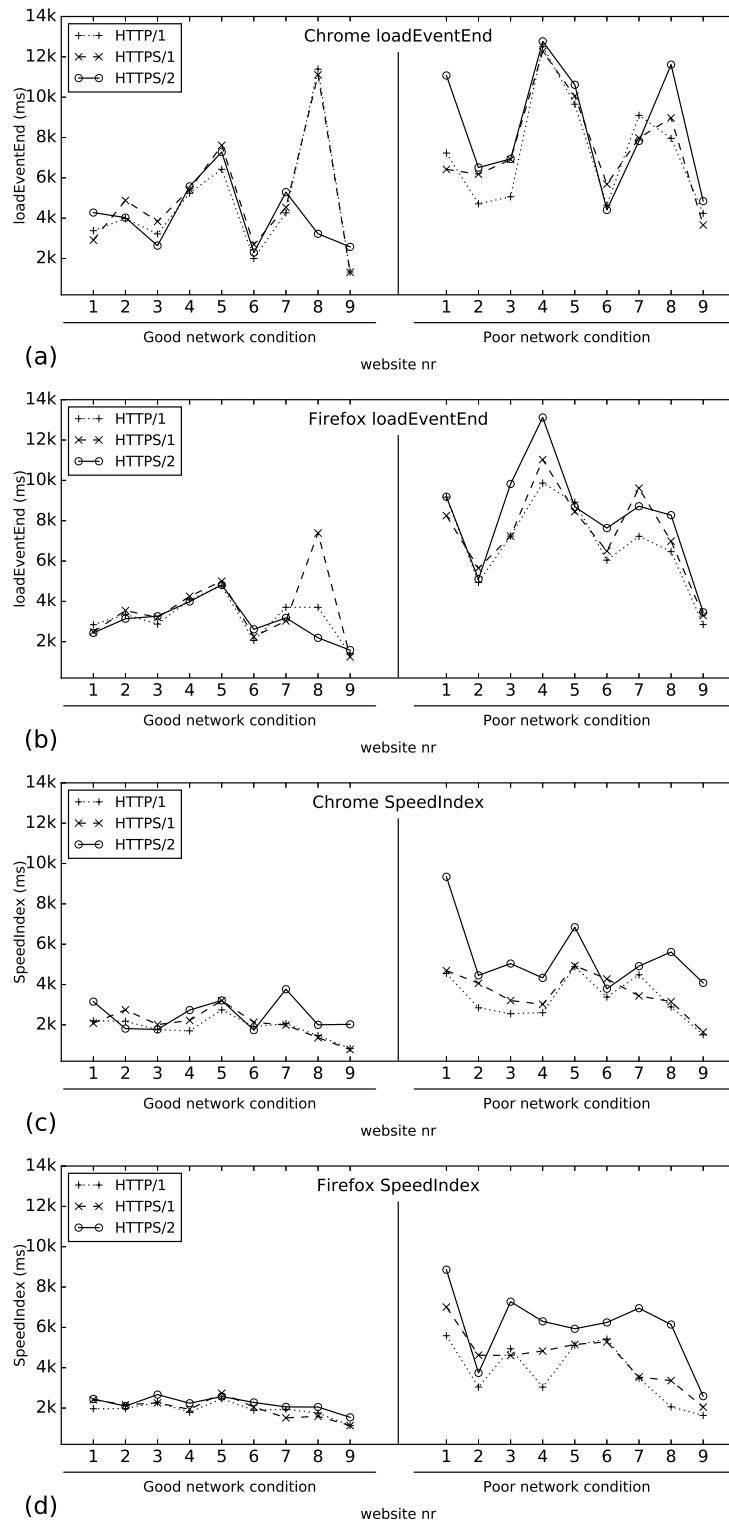 Chrome loadEventEnd
HTTP/1
HTTPS/1
HTTPS/2
loadEventEnd (ms)
14k
12k
10k
8k
6k
4k
2k
1 2 3 4 5 6 7 8 9 1 2 3 4 5 6 7 8 9
Good network condition Poor network condition
website nr
(a)
Firefox loadEventEnd
HTTP/1
HTTPS/1
HTTPS/2
loadEventEnd (ms)
14k
12k
10k
8k
6k
4k
2k
1 2 3 4 5 6 7 8 9 1 2 3 4 5 6 7 8 9
Good network condition Poor network condition
website nr
(b)
Chrome SpeedIndex
HTTP/1
HTTPS/1
HTTPS/2
SpeedIndex (ms)
14k
12k
10k
8k
6k
4k
2k
1 2 3 4 5 6 7 8 9 1 2 3 4 5 6 7 8 9
Good network condition Poor network condition
website nr
(c)
Firefox SpeedIndex
HTTP/1
HTTPS/1
HTTPS/2
SpeedIndex (ms)
14k
12k
10k
8k
6k
4k
2k
1 2 3 4 5 6 7 8 9 1 2 3 4 5 6 7 8 9
Good network condition Poor network condition
website nr
(d)